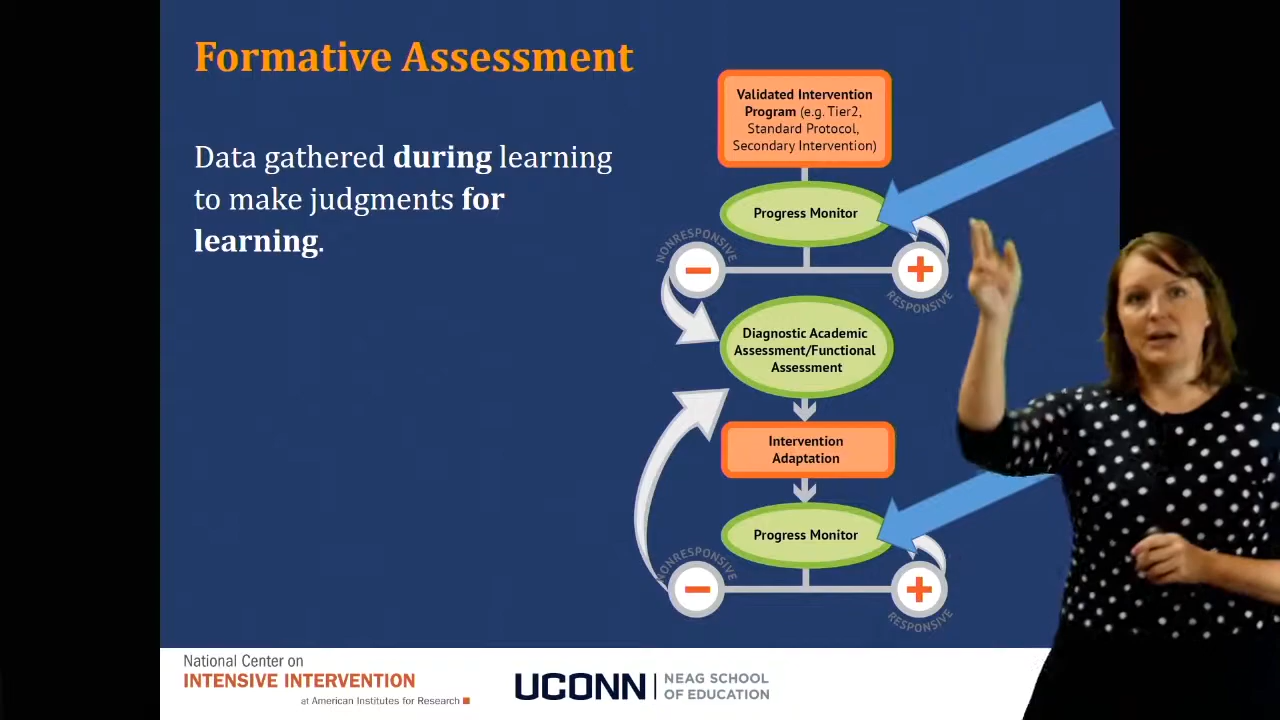 Formative Assessment
Data gathered during learning
to make judgments for
learning.
Validated Intervention
Program (e.g. Tier2,
Standard Protocol,
Secondary Intervention)
Progress Monitor
NONRESPONSIVE
RESPONSIVE
Diagnostic Academic
Assessment/Functional
Assessment
Intervention
Adaptation
Progress Monitor
NONRESPONSIVE
RESPONSIVE
National Center on
INTENSIVE INTERVENTION
at American Institutes for Research
UCONN
NEAG SCHOOL
OF EDUCATION